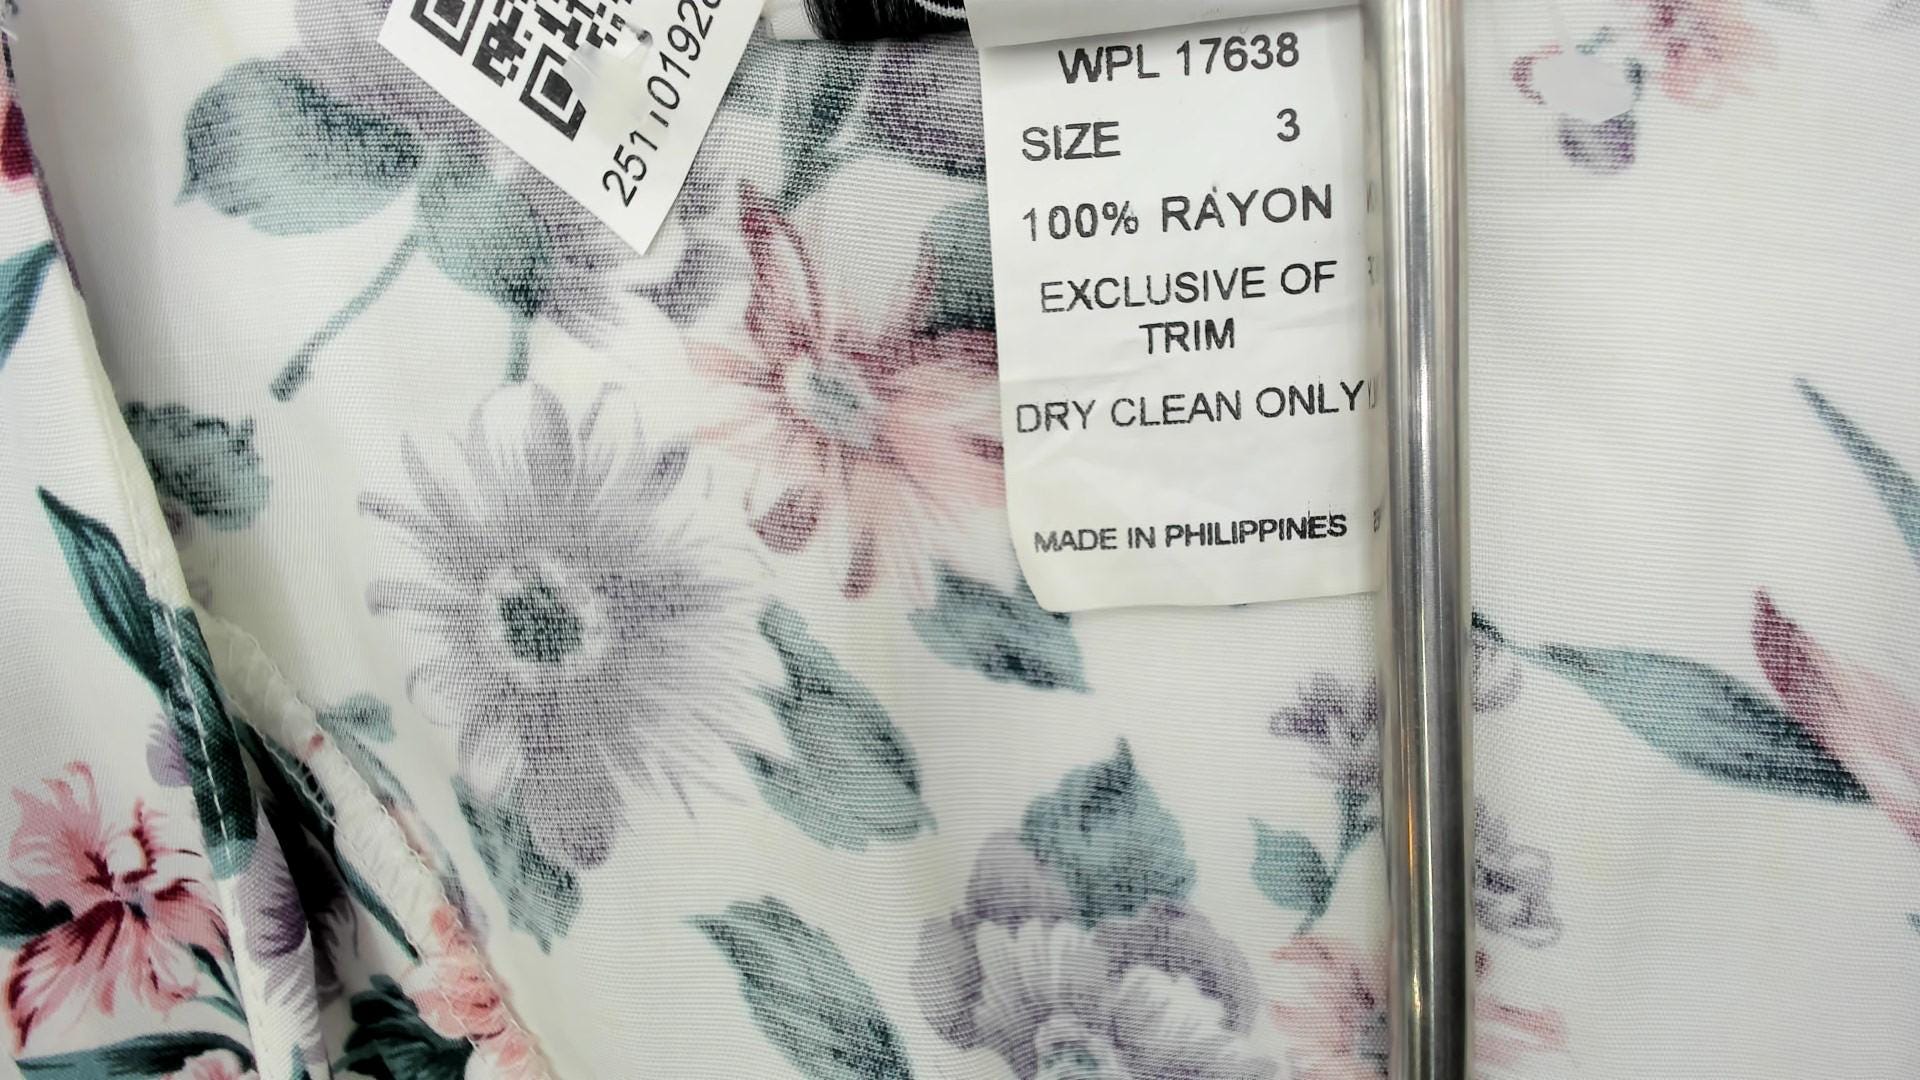 WPL 17638
SIZE 3
100% RAYON
EXCLUSIVE OF
TRIM
DRY CLEAN ONLY
MADE IN PHILIPPINES